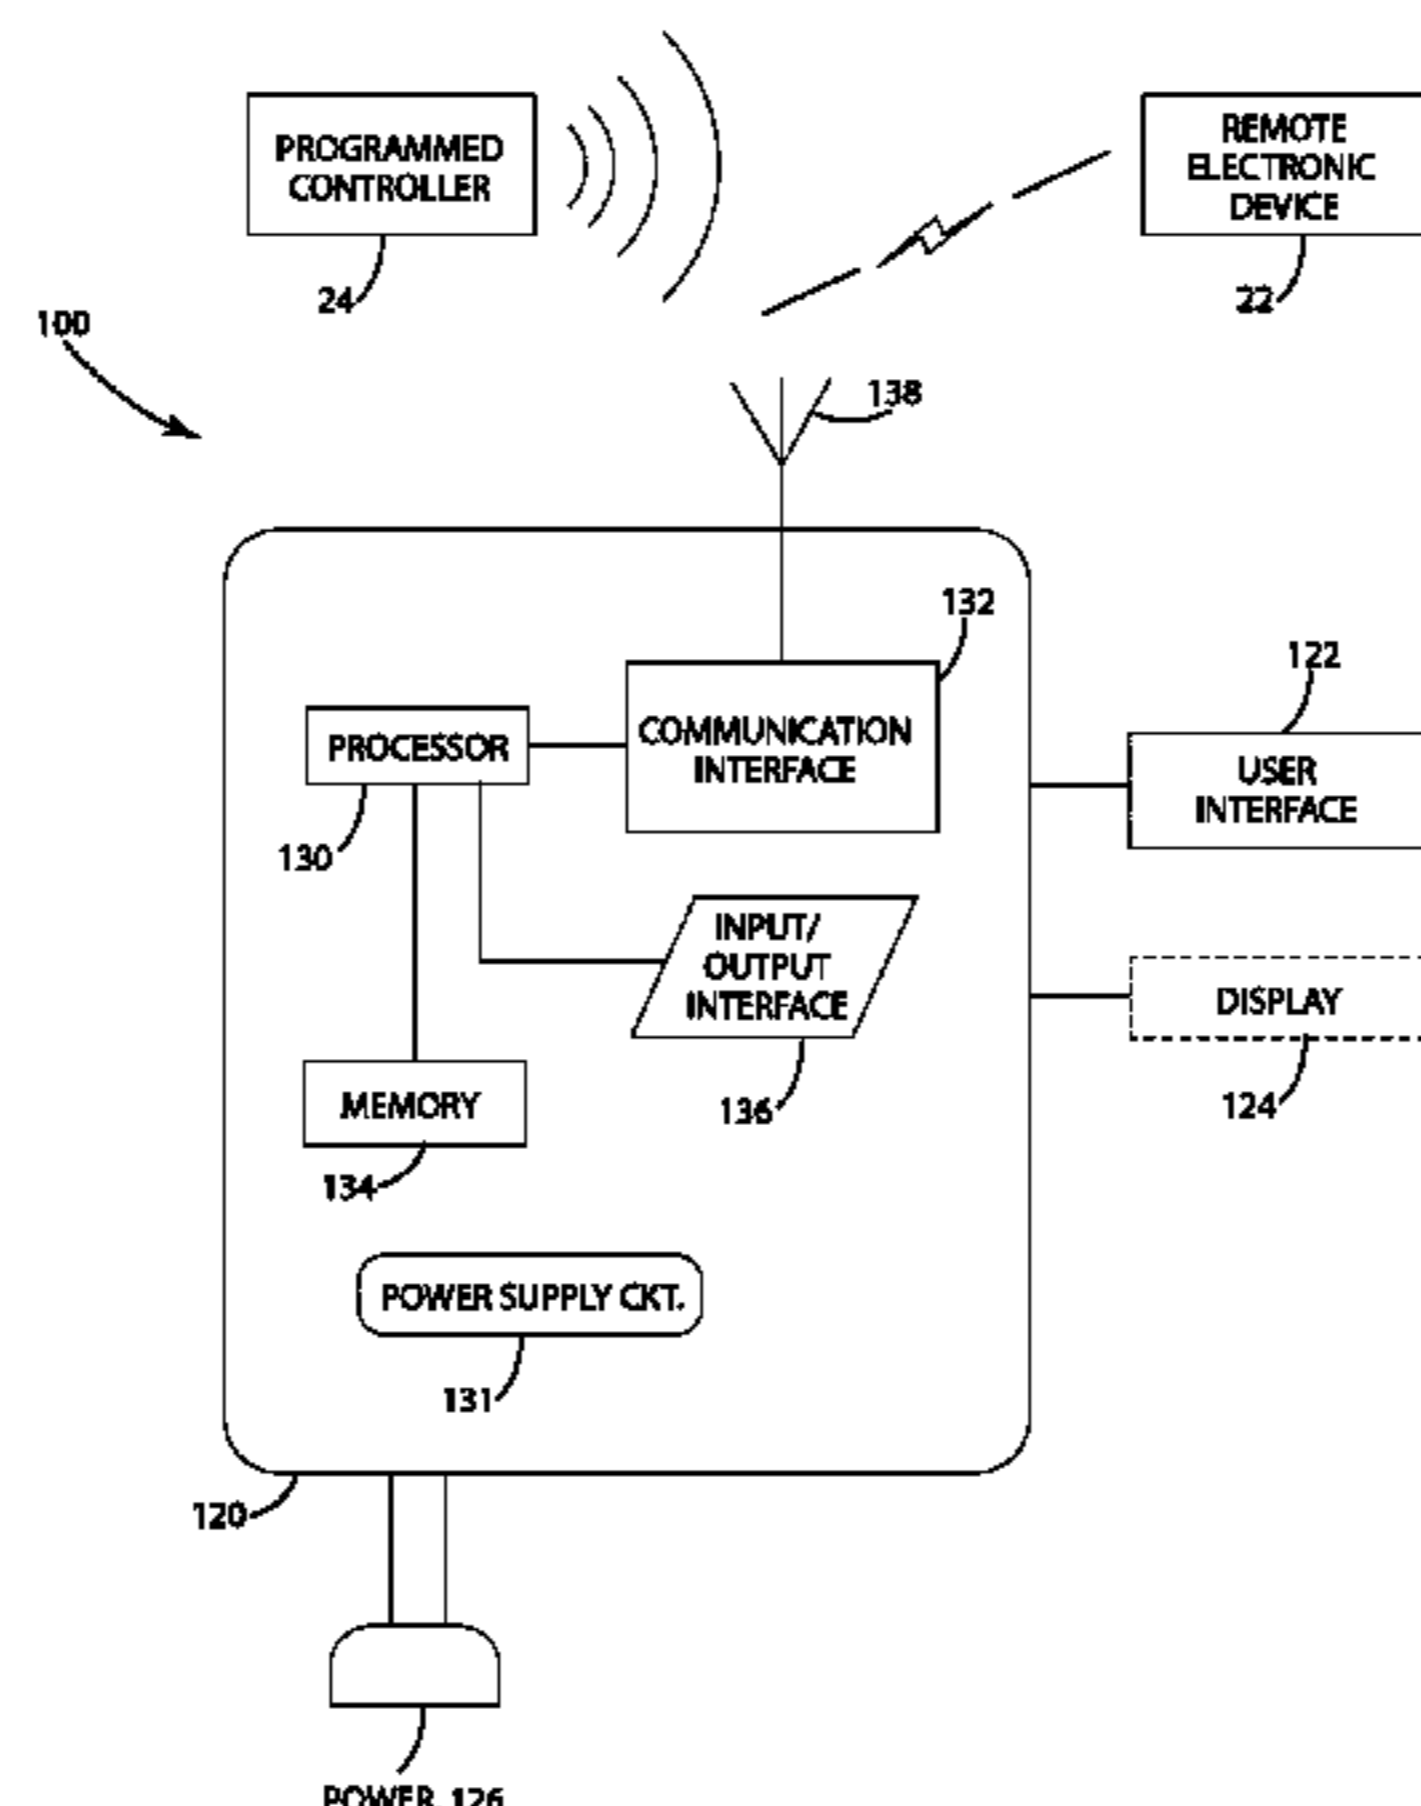 PROGRAMMED
CONTROLLER
24
REMOTE
ELECTRONIC
DEVICE
22
100
138
132
COMMUNICATION
INTERFACE
PROCESSOR
130
122
USER
INTERFACE
INPUT/
OUTPUT
INTERFACE
136
DISPLAY
124
MEMORY
134
POWER SUPPLY CKT.
131
120
POWER, 126